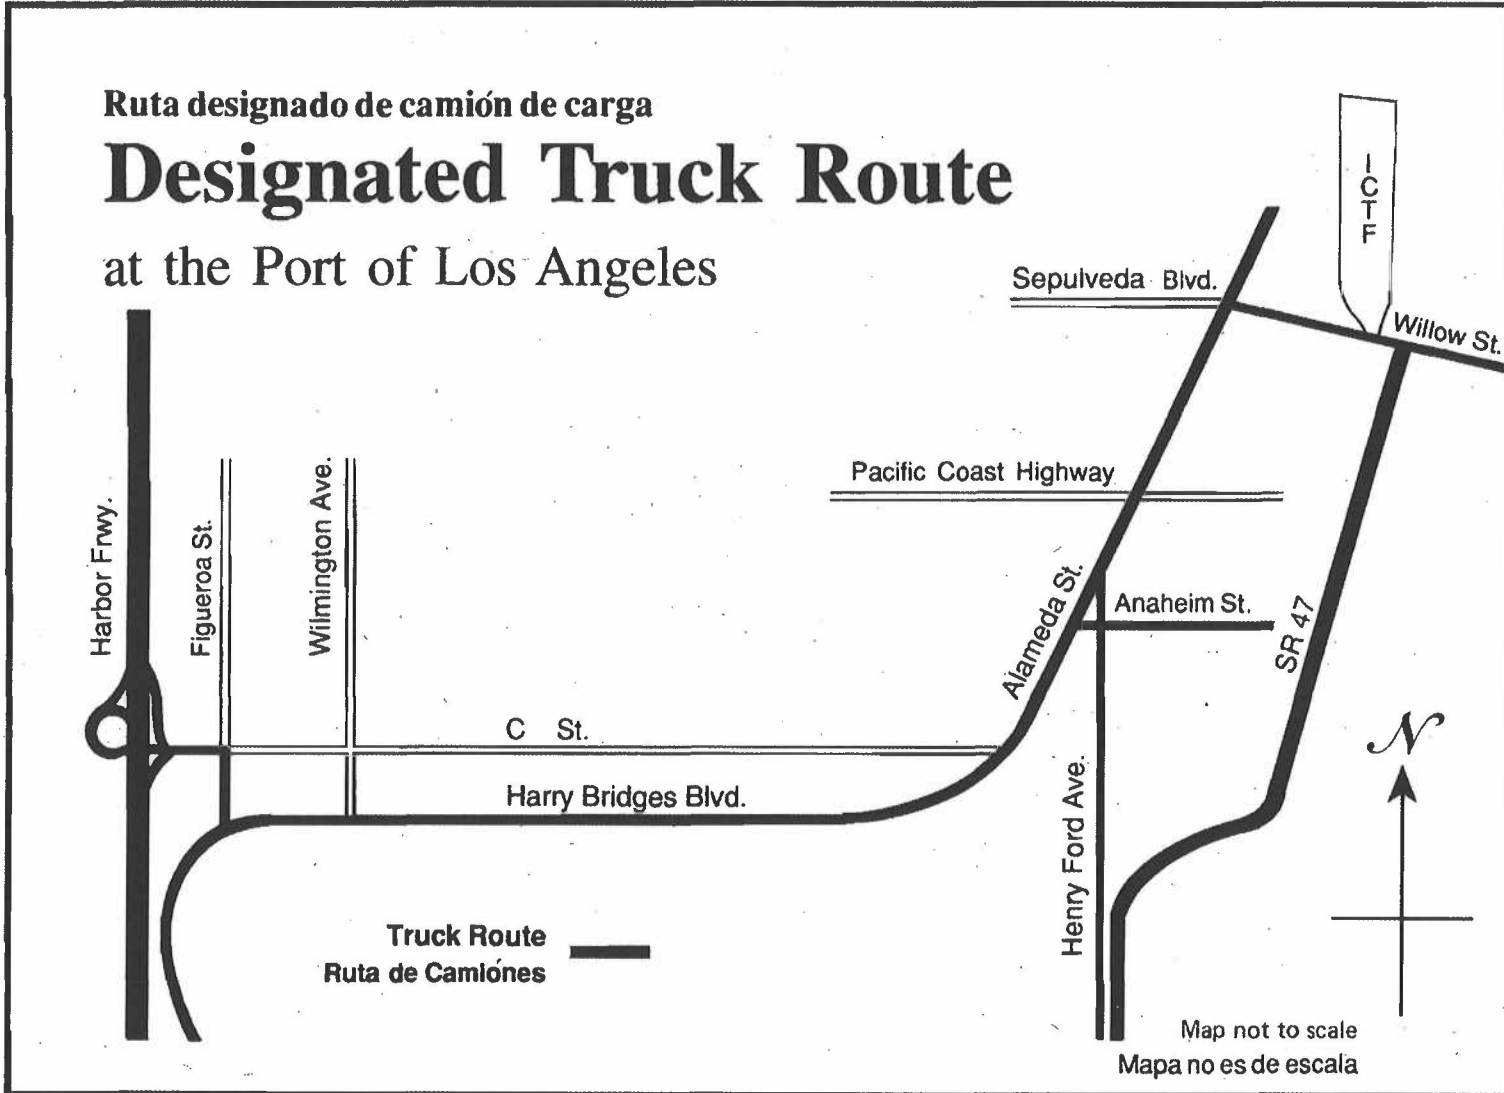 Ruta designado de camión de carga
Designated Truck Route
at the Port of Los Angeles
ICTF
Sepulveda Blvd.
Willow St.
Pacific Coast Highway
Harbor Frwy.
Figueroa St.
Wilmington Ave.
Alameda St.
Anaheim St.
SR 47
C St.
Harry Bridges Blvd.
Henry Ford Ave.
N
Truck Route
Ruta de Camiónes
Map not to scale
Mapa no es de escala